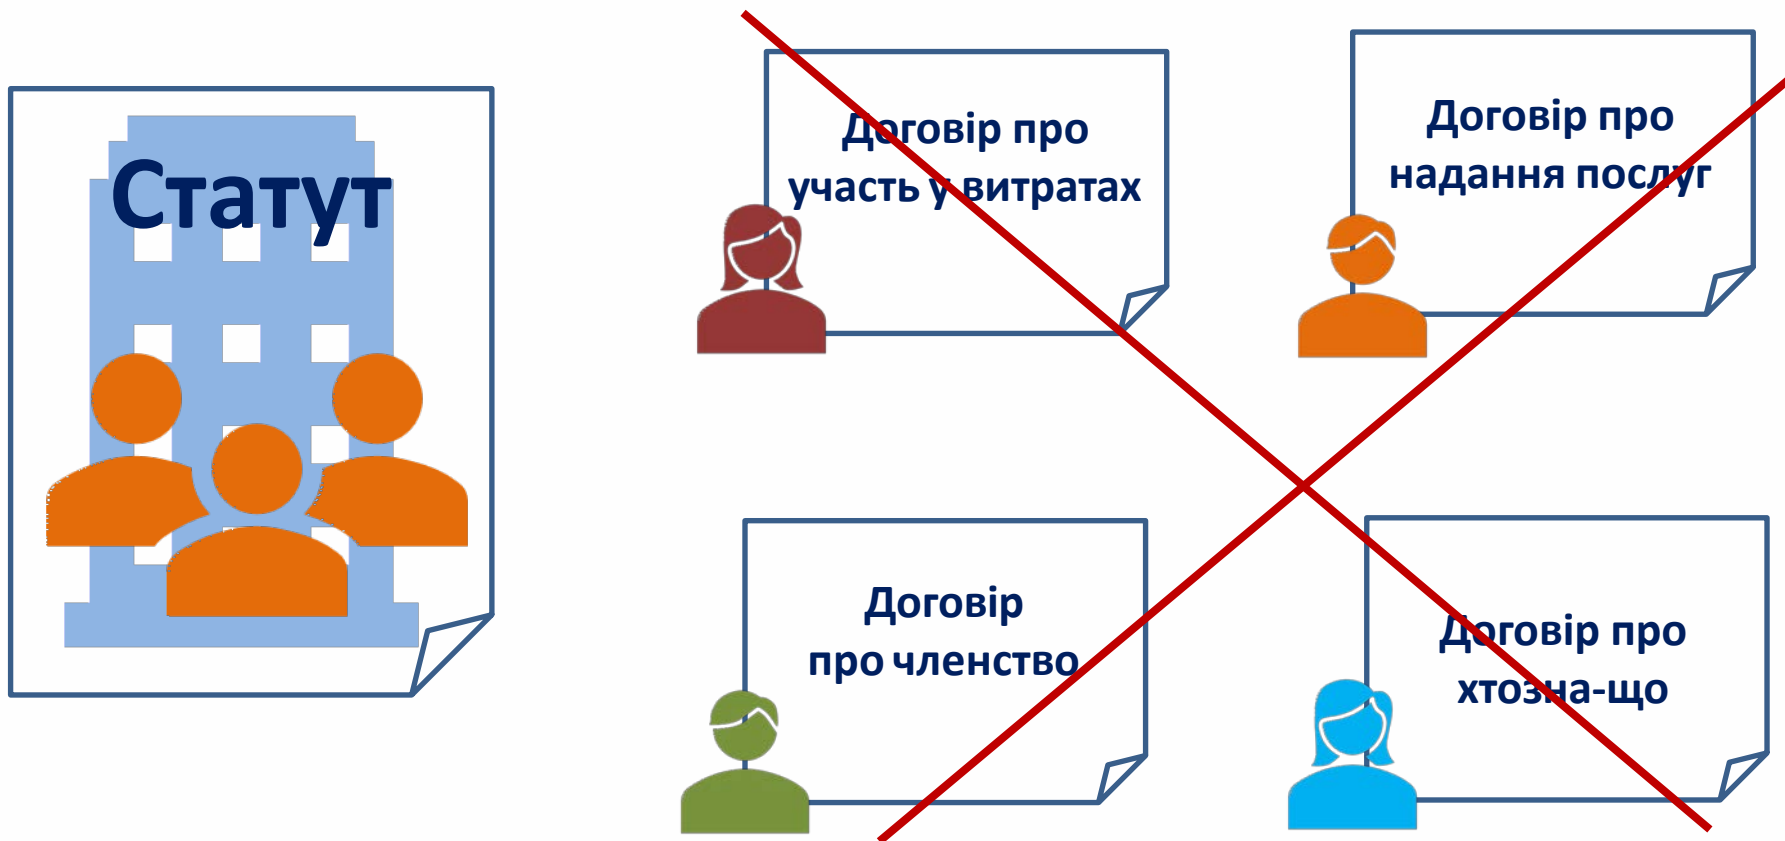 Статут
Договір про
участь у витратах
Договір про
надання послуг
Договір
про членство
Договір про
хтозна-що